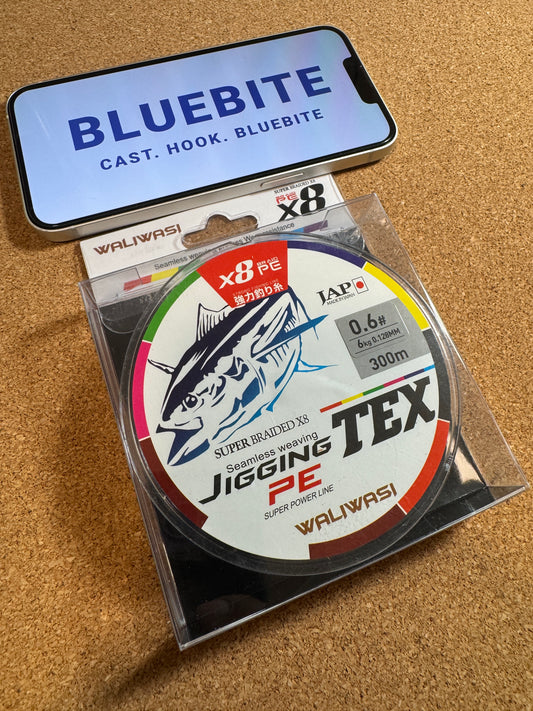 BLUEBITE
CAST. HOOK. BLUEBITE
SUPER BRAIDED X8
PE
X8
WALIWASI
Seamless weaving
x8 BRAID PE
強力釣り糸
JAP
0.6#
6kg 0.128MM
300m
SUPER BRAIDED X8
Seamless weaving
JIGGING TEX
PE
SUPER POWER LINE
WALIWASI